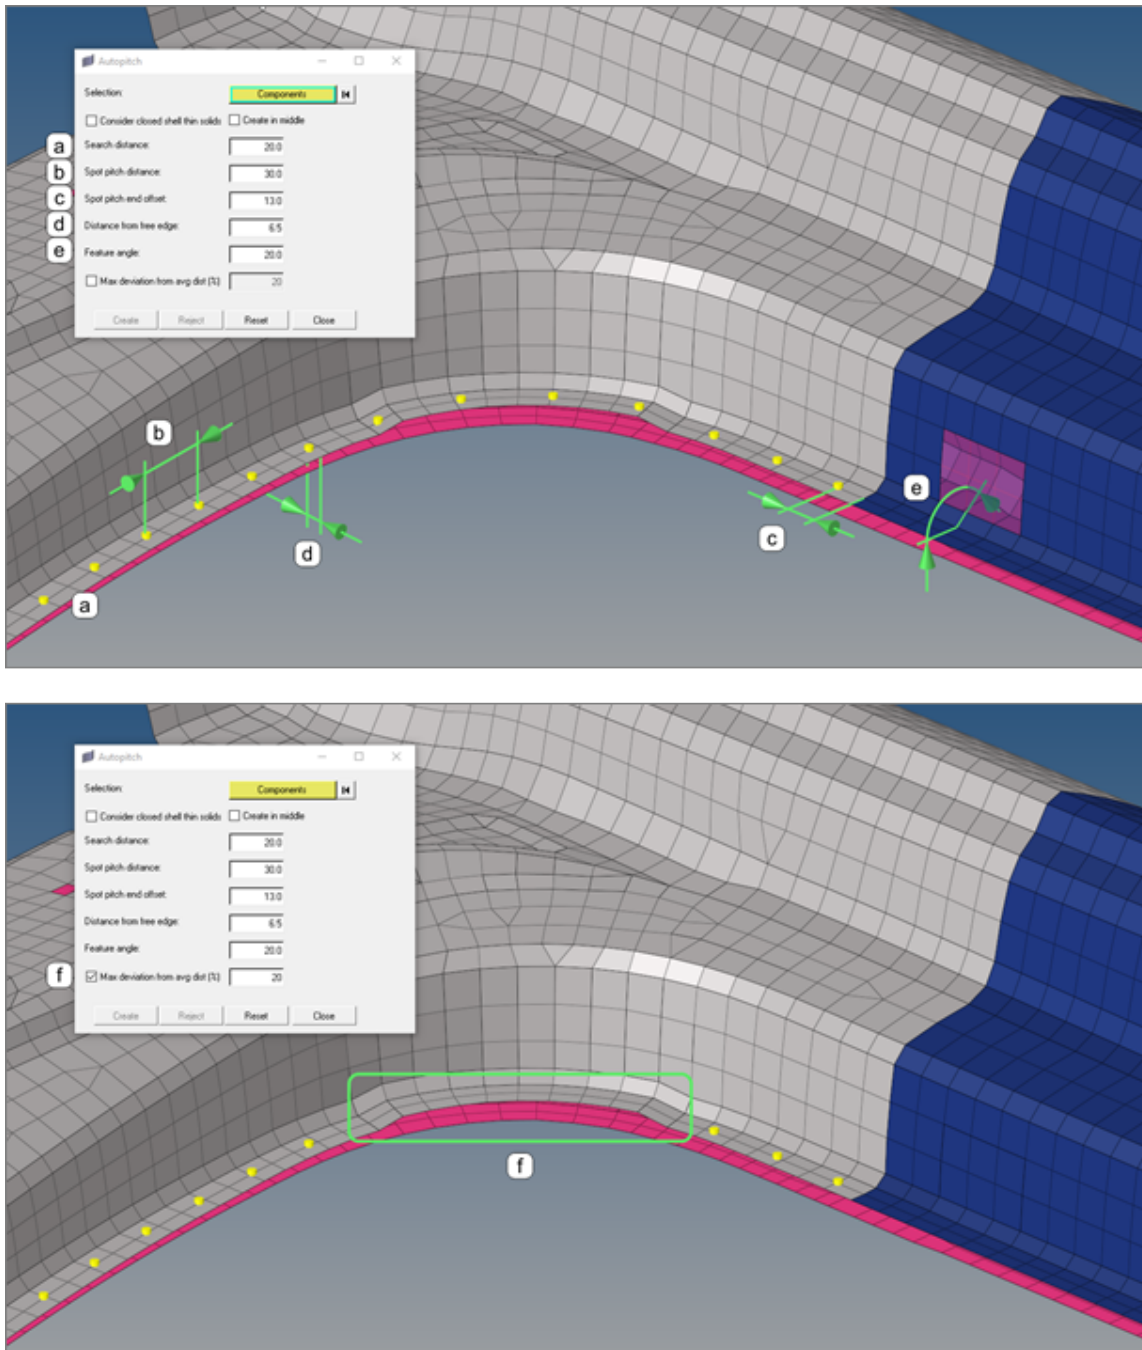 Autopitch
Selection: Components
Consider closed shell thin solids Create in middle
a Search distance: 20.0
b Spot pitch distance: 30.0
c Spot pitch end offset: 13.0
d Distance from free edge: 6.5
e Feature angle: 20.0
Max deviation from avg dist (%) 20
Create Reject Reset Close
b
e
c
d
a
Autopitch
Selection: Components
Consider closed shell thin solids Create in middle
Search distance: 20.0
Spot pitch distance: 30.0
Spot pitch end offset: 13.0
Distance from free edge: 6.5
Feature angle: 20.0
f Max deviation from avg dist (%) 20
Create Reject Reset Close
f